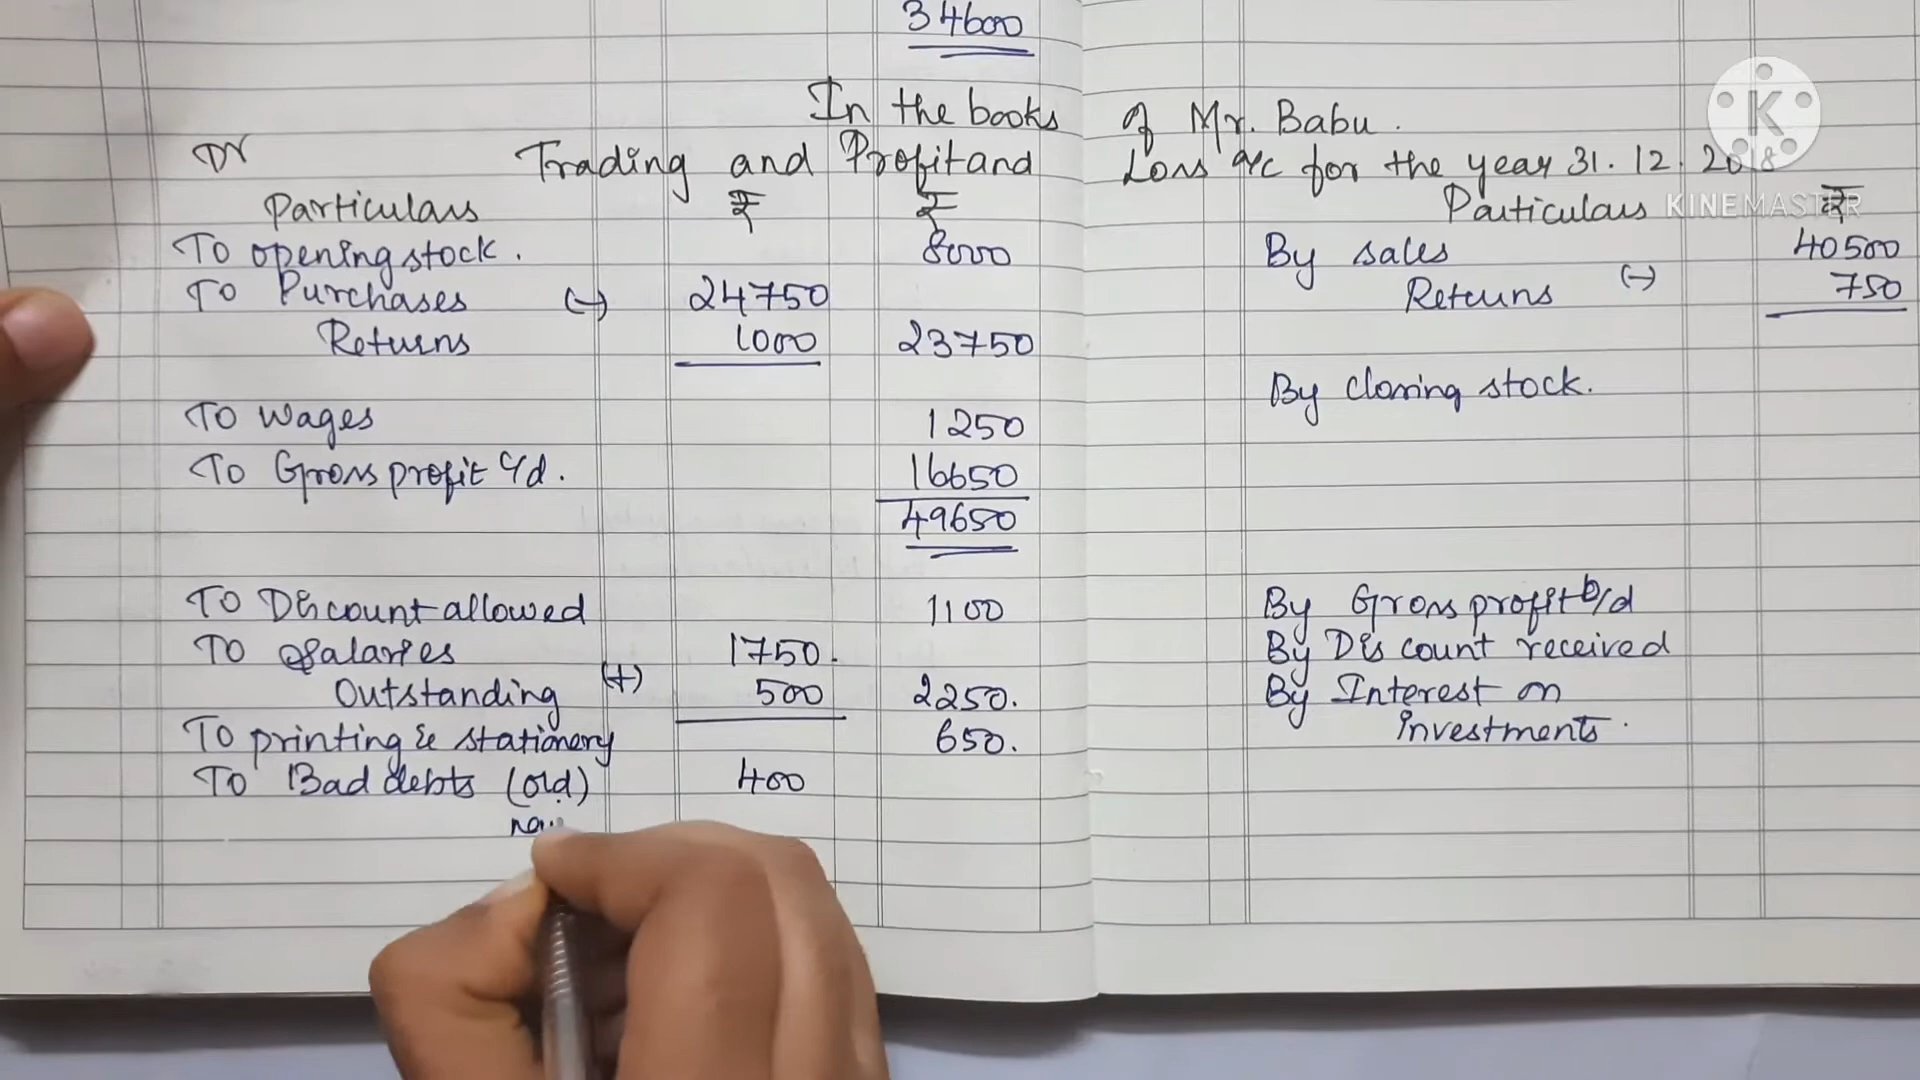 34600
In the books of Mr. Babu.
Dr Trading and Profit and Loss a/c for the year 31.12.2018
Particulars ₹ ₹ Particulars ₹
KINEMASTER
To opening stock. 8000 By sales 40500
To Purchases (-) 24750 Returns (-) 750
Returns 1000 23750
By closing stock.
To Wages 1250
To Gross profit c/d. 16650
49650
To Discount allowed 1100 By Gross profit b/d
To Salaries 1750. By Discount received
Outstanding (+) 500 2250. By Interest on
To printing & stationery 650. investments.
To Bad debts (old) 400